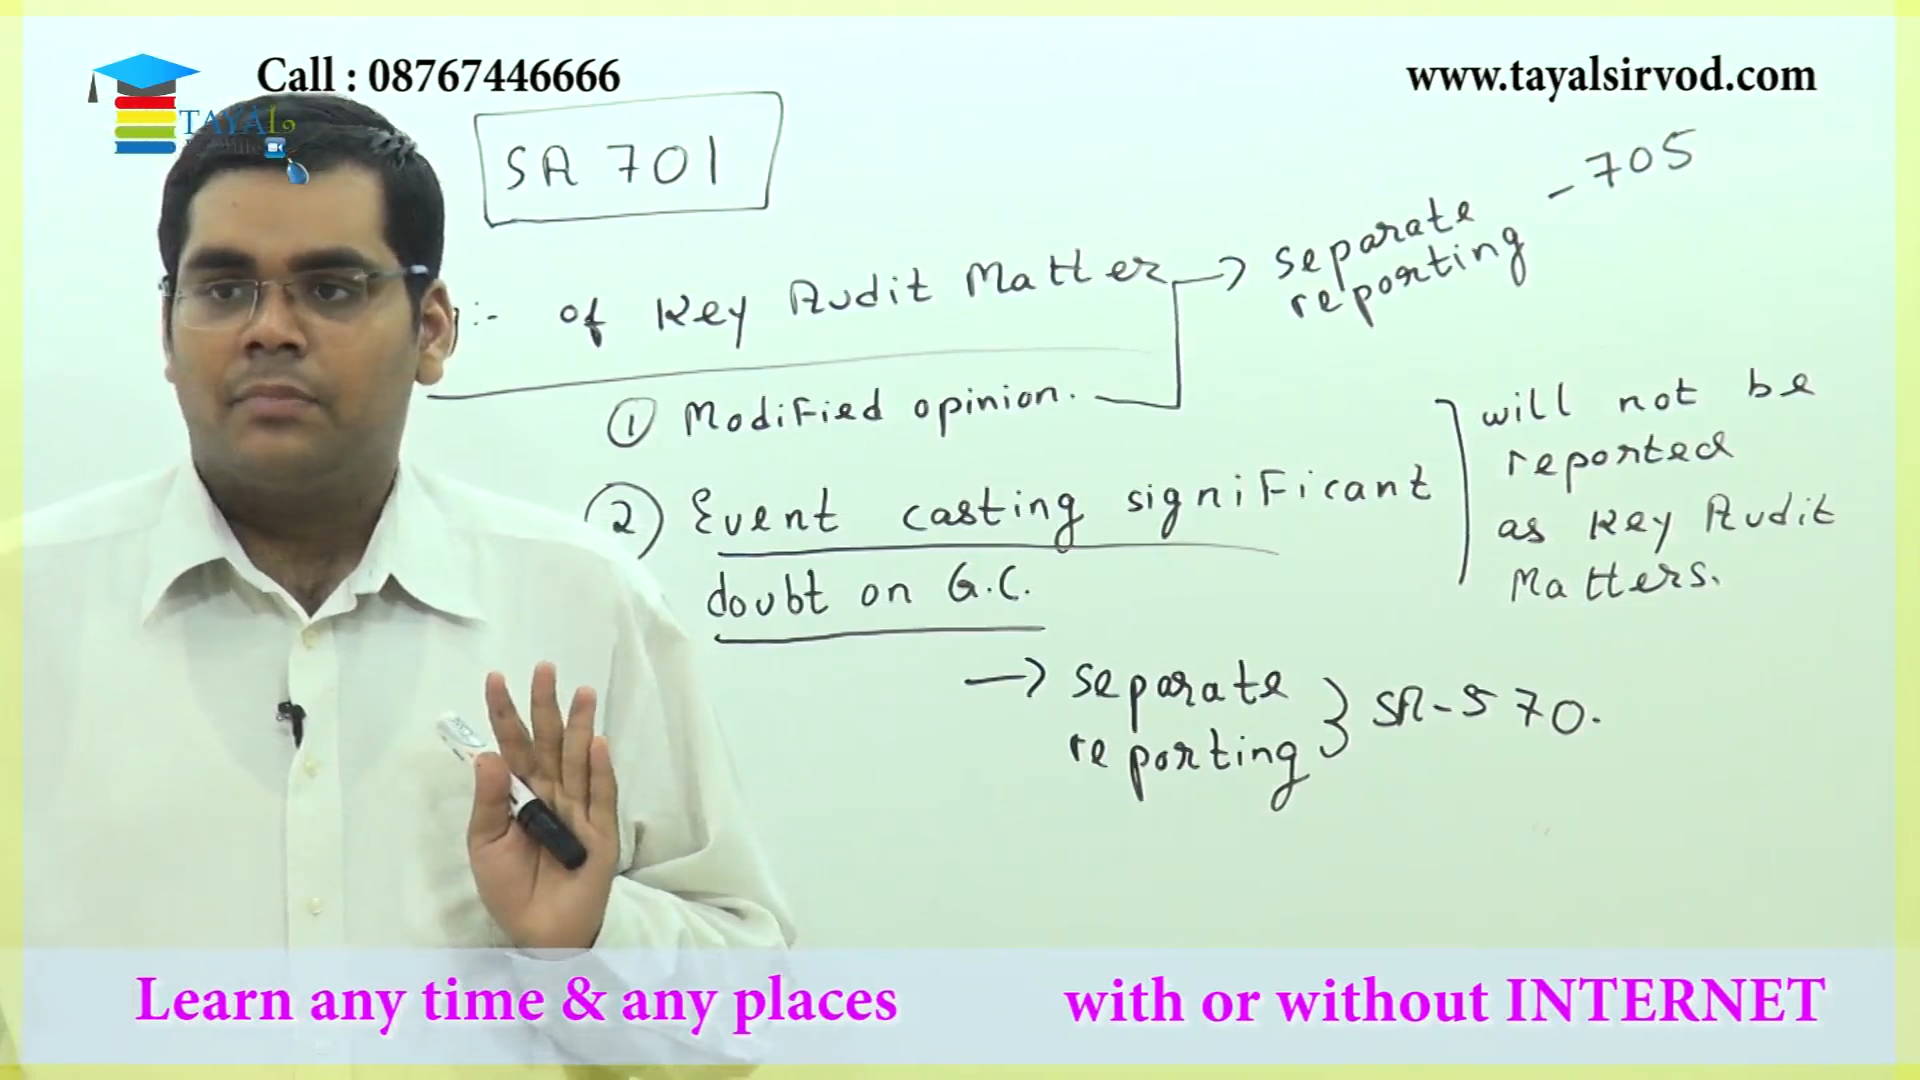 Call : 08767446666
www.tayalsirvod.com
TAYAL
SA 701
:- of Key Audit Matter → separate reporting - 705
① Modified opinion.
② Event casting significant
doubt on G.C.
will not be
reported
as Key Audit
Matters.
→ separate
reporting } SA-570.
Learn any time & any places
with or without INTERNET